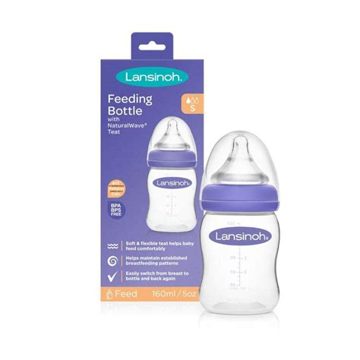 Lansinoh.
Feeding
Bottle
with
NaturalWave®
Teat
S
BPA
BPS
FREE
Soft & flexible teat helps baby
feed comfortably
Helps maintain established
breastfeeding patterns
Easily switch from breast to
bottle and back again
Feed
160ml / 5oz
Lansinoh.